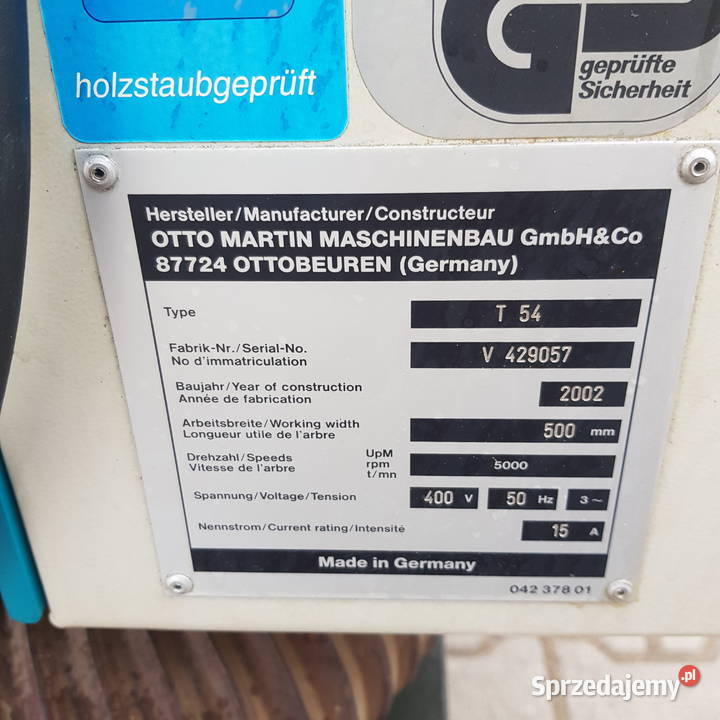 holzstaubgeprüft
geprüfte
Sicherheit
Hersteller/Manufacturer/Constructeur
OTTO MARTIN MASCHINENBAU GmbH&Co
87724 OTTOBEUREN (Germany)
Type T 54
Fabrik-Nr./Serial-No. V 429057
No d'immatriculation
Baujahr/Year of construction 2002
Année de fabrication
Arbeitsbreite/Working width 500 mm
Longueur utile de l'arbre
Drehzahl/Speeds UpM
Vitesse de l'arbre rpm 5000
t/mn
Spannung/Voltage/Tension 400 V 50 Hz 3~
Nennstrom/Current rating/Intensité 15 A
Made in Germany
042 378 01
Sprzedajemy.pl